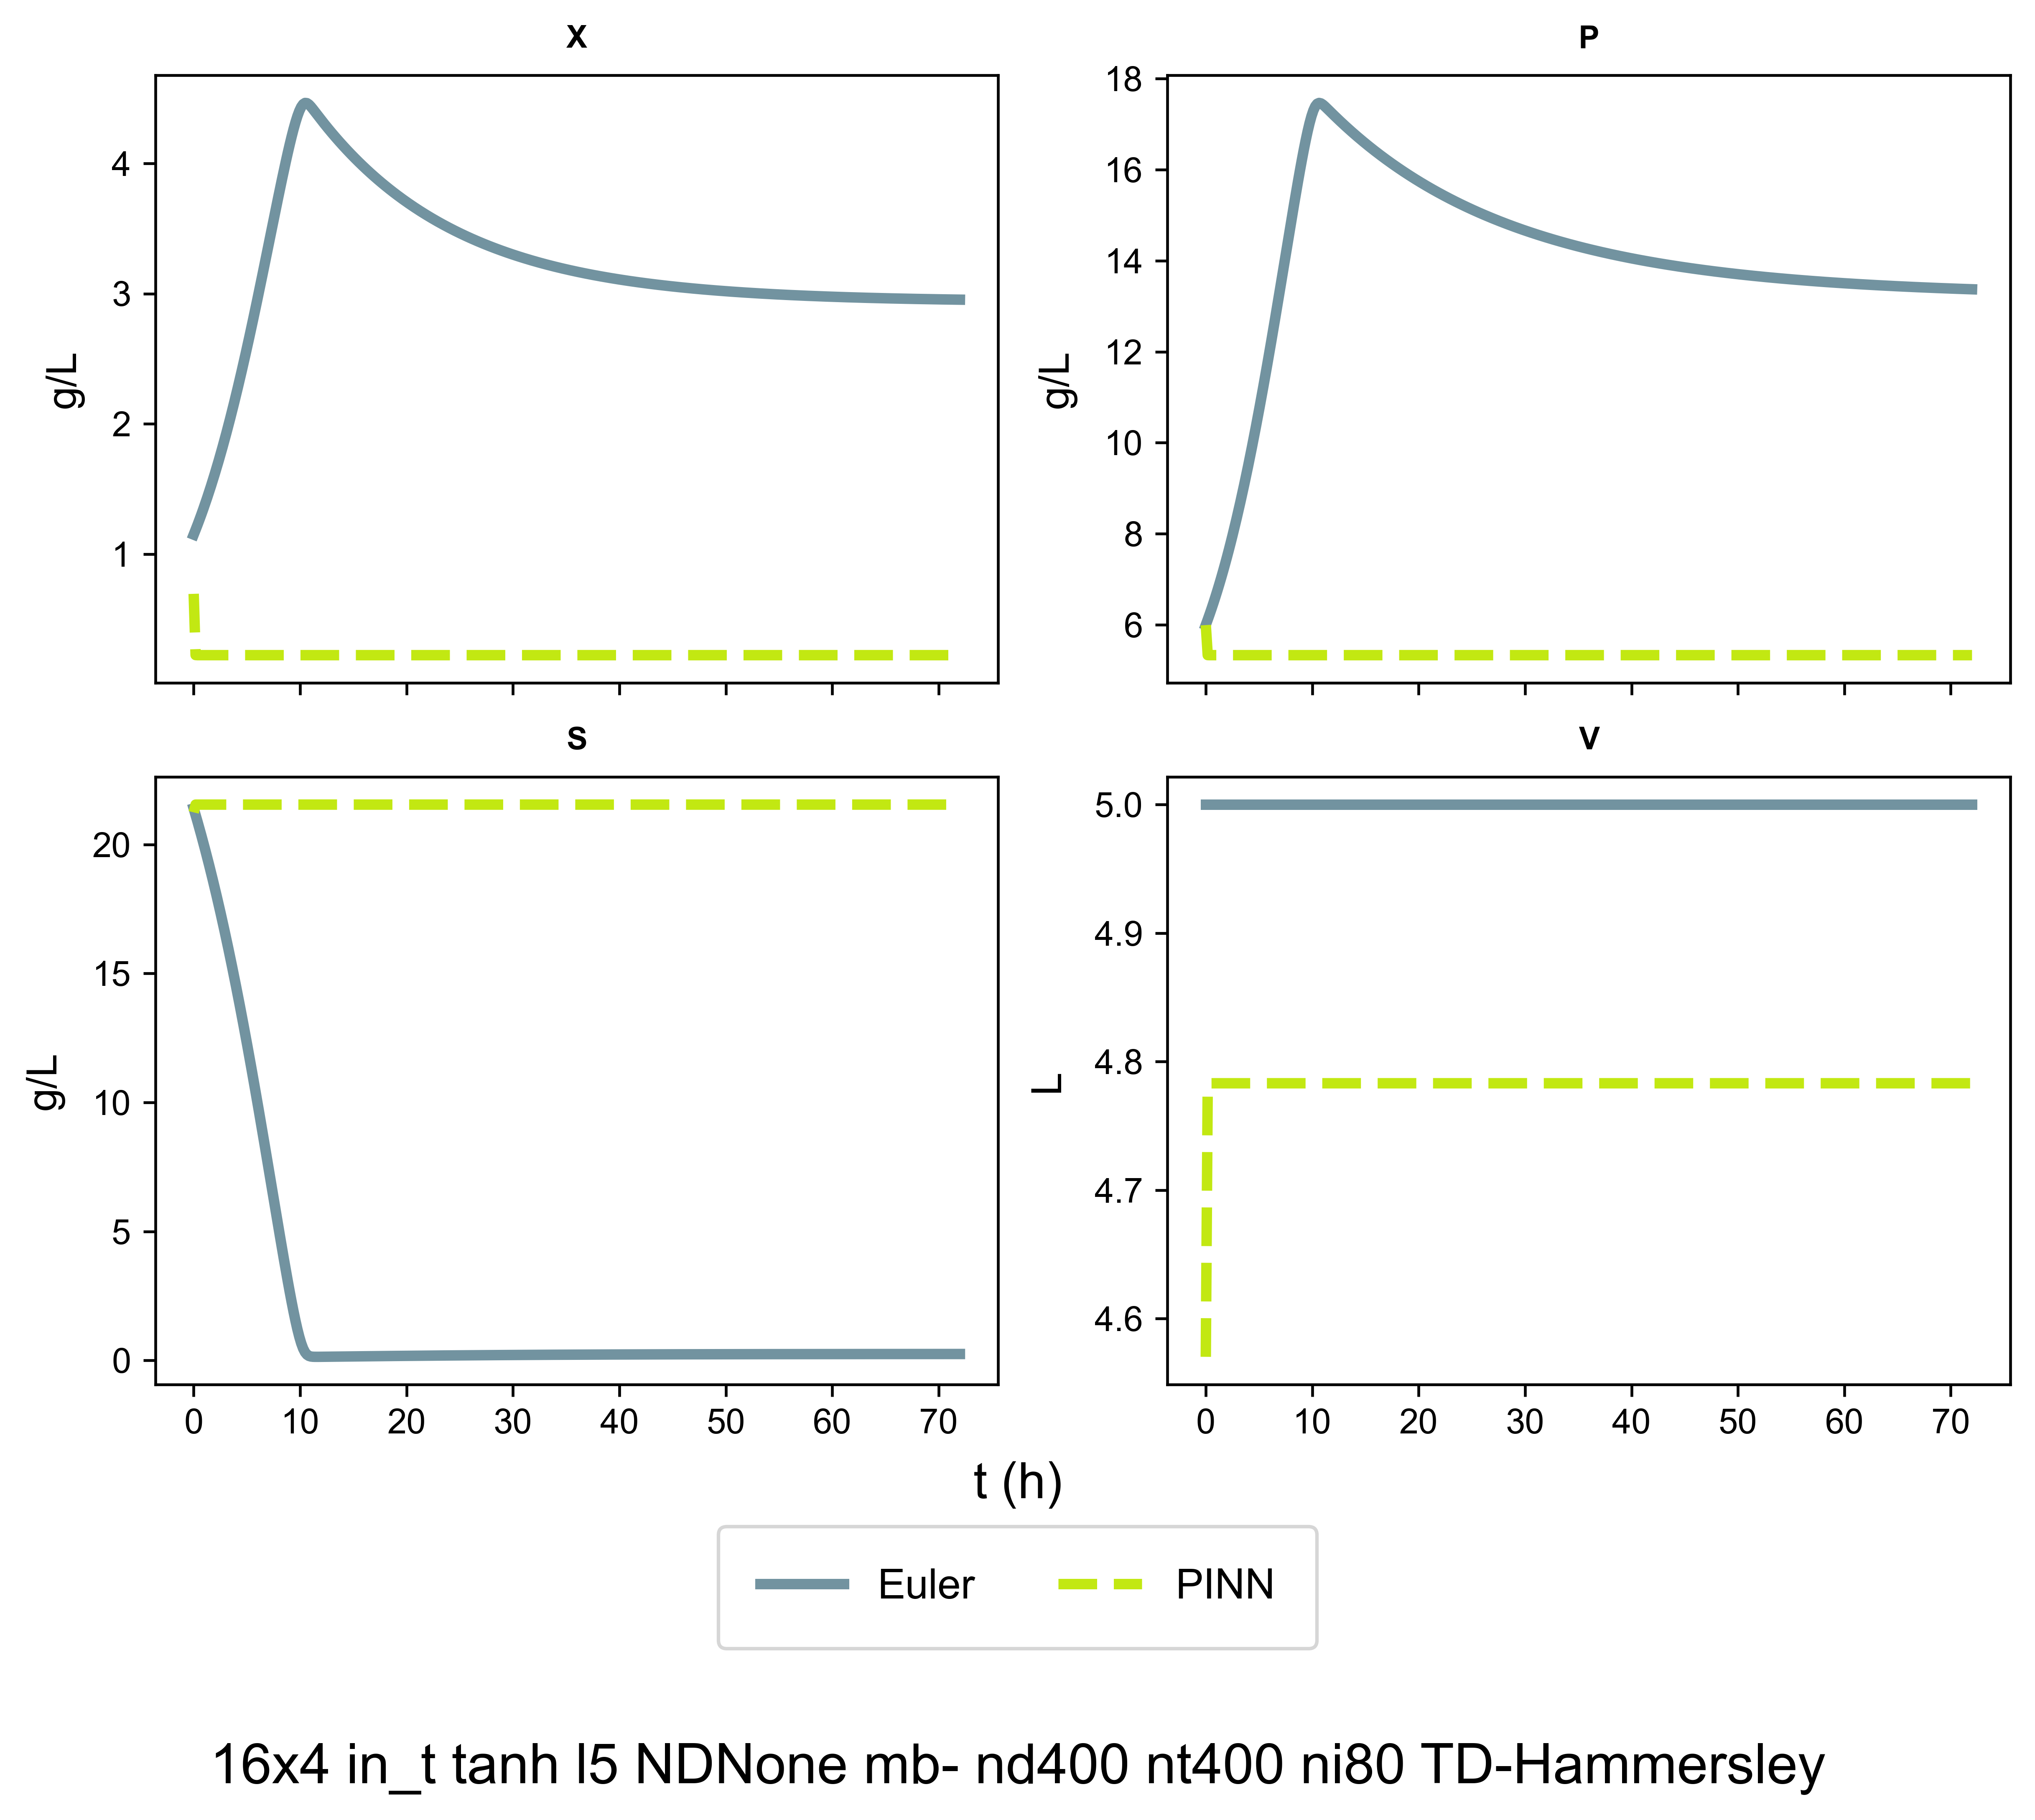 X
P
4
3
2
1
g/L
18
16
14
12
10
8
6
g/L
S
V
20
15
10
5
0
g/L
5.0
4.9
4.8
4.7
4.6
L
0 10 20 30 40 50 60 70
0 10 20 30 40 50 60 70
t (h)
Euler PINN
16x4 in_t tanh l5 NDNone mb- nd400 nt400 ni80 TD-Hammersley